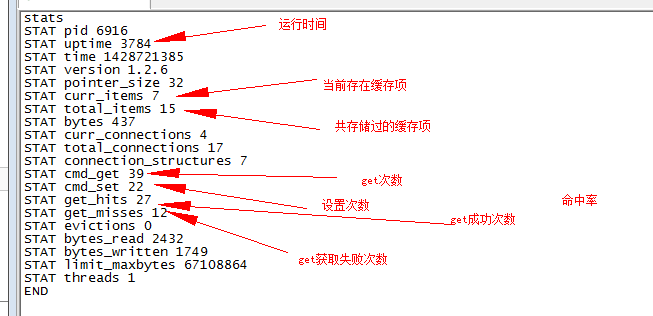 stats
STAT pid 6916
运行时间
STAT uptime 3784
STAT time 1428721385
STAT version 1.2.6
STAT pointer_size 32
当前存在缓存项
STAT curr_items 7
STAT total_items 15
共存储过的缓存项
STAT bytes 437
STAT curr_connections 4
STAT total_connections 17
STAT connection_structures 7
STAT cmd_get 39
get次数
STAT cmd_set 22
设置次数
命中率
STAT get_hits 27
get成功次数
STAT get_misses 12
STAT evictions 0
STAT bytes_read 2432
STAT bytes_written 1749
get获取失败次数
STAT limit_maxbytes 67108864
STAT threads 1
END